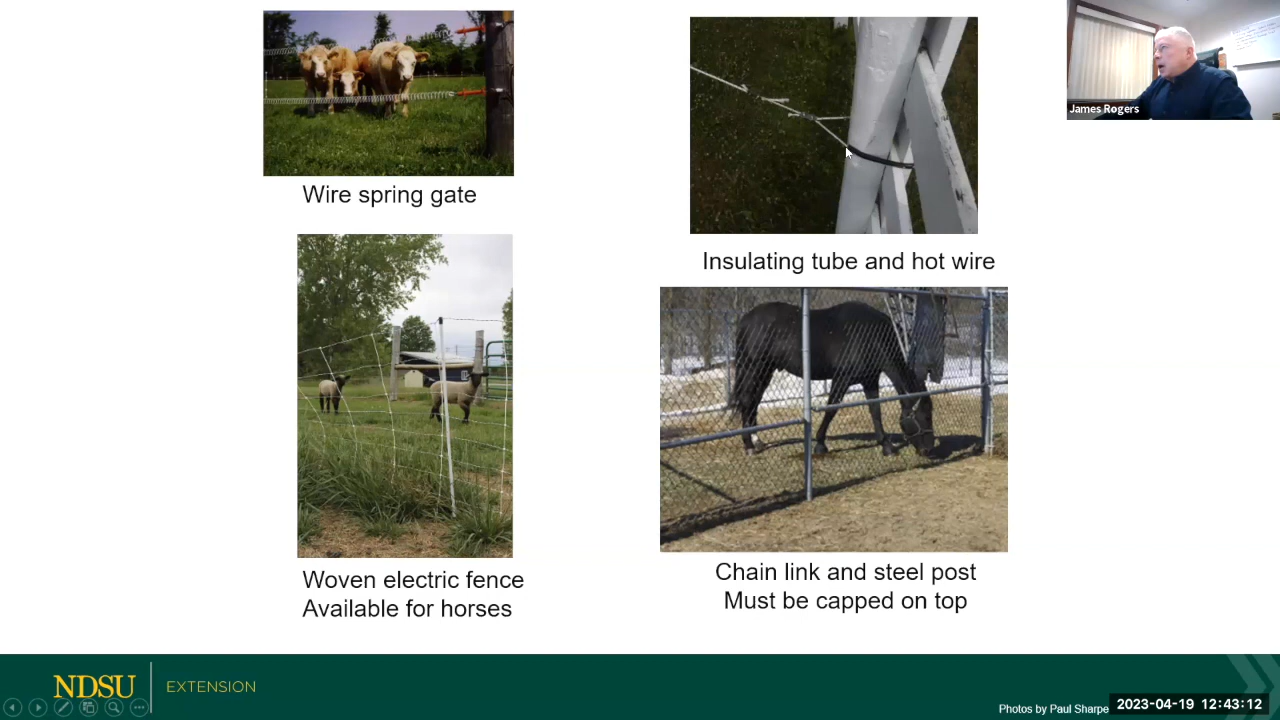 James Rogers
Wire spring gate
Insulating tube and hot wire
Woven electric fence
Available for horses
Chain link and steel post
Must be capped on top
NDSU
EXTENSION
Photos by Paul Sharpe
2023-04-19 12:43:12